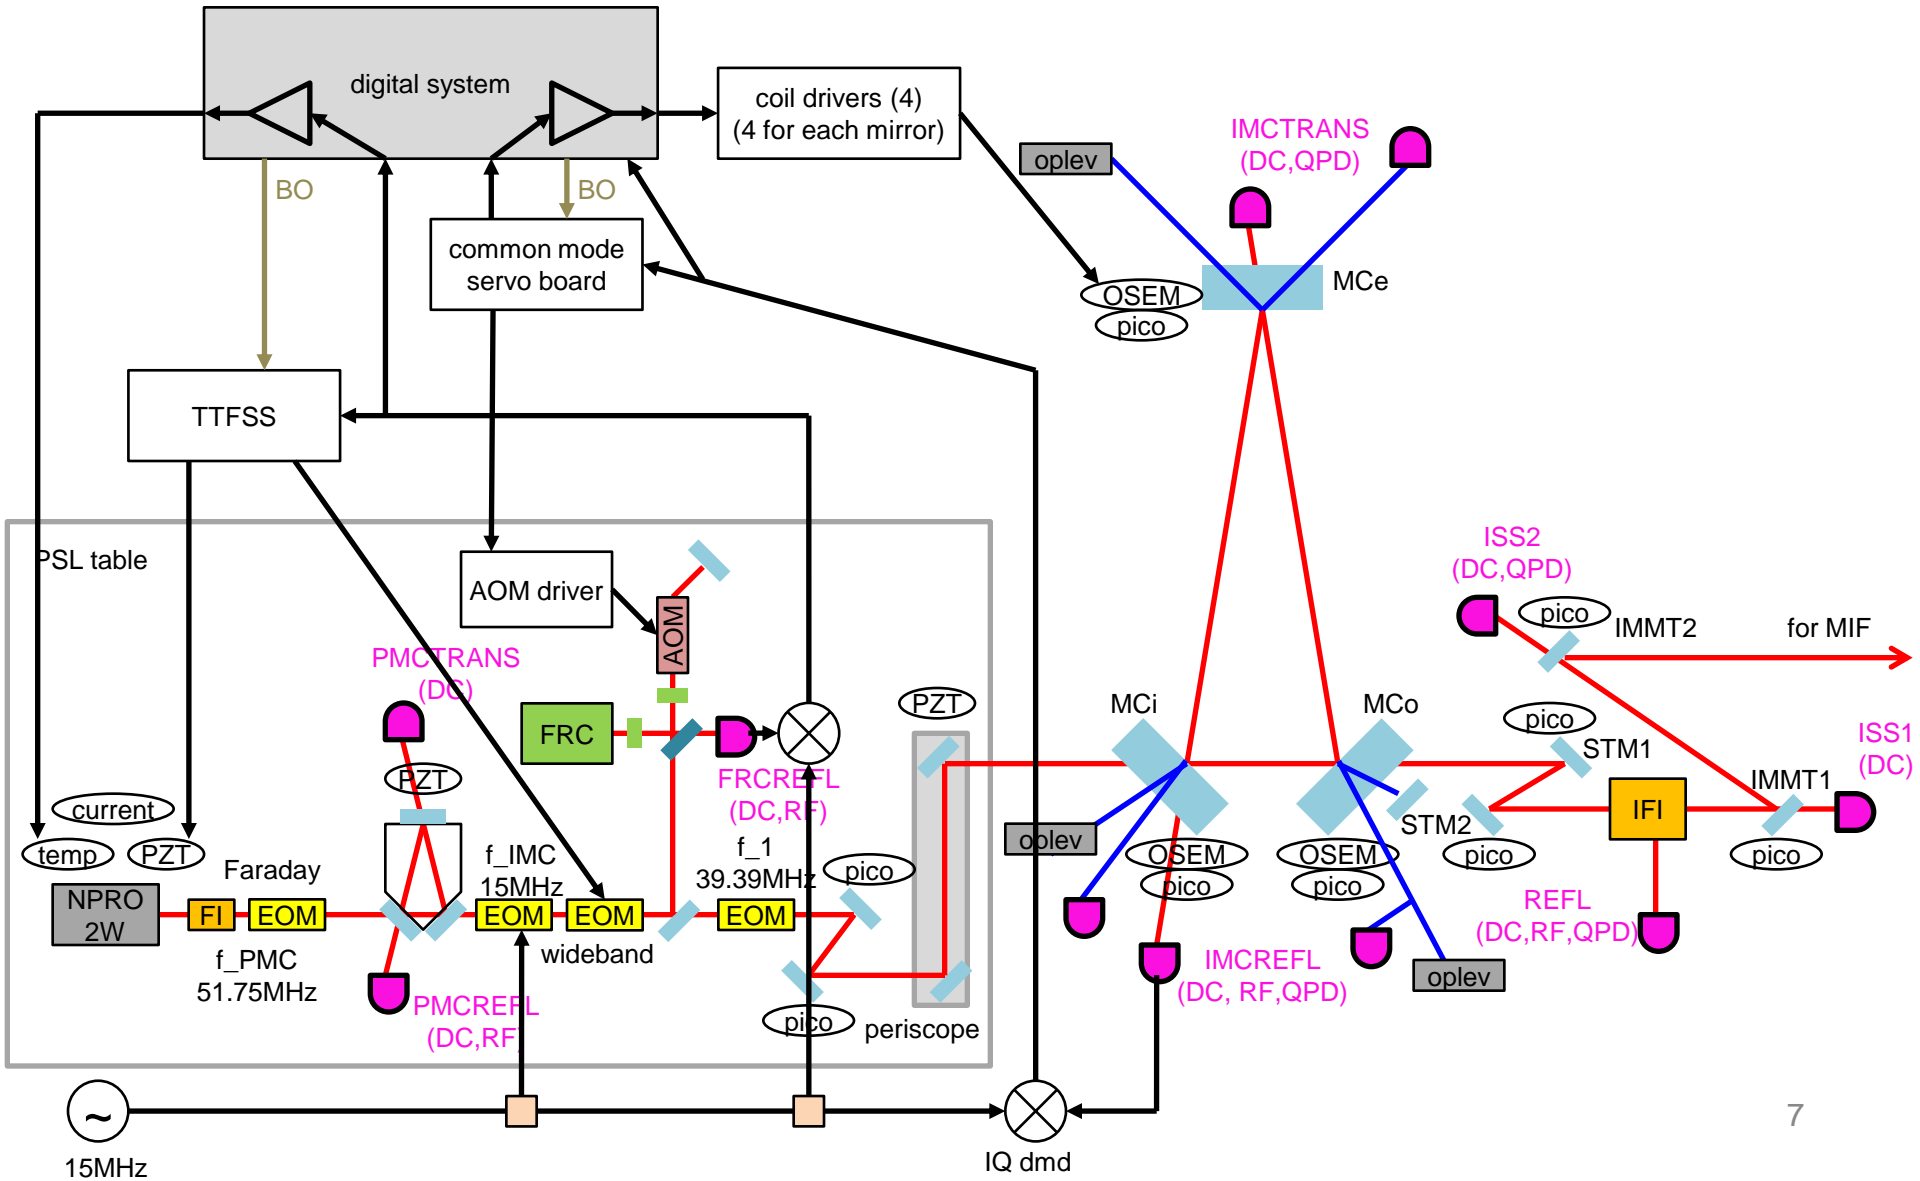 digital system
coil drivers (4)
(4 for each mirror)
IMCTRANS
(DC,QPD)
oplev
BO
BO
common mode
servo board
OSEM
pico
MCe
TTFSS
PSL table
AOM driver
AOM
ISS2
(DC,QPD)
pico
IMMT2
for MIF
PMCTRANS
(DC)
PZT
FRC
PZT
MCi
MCo
pico
STM1
ISS1
(DC)
FRCREFL
(DC,RF)
current
temp
PZT
Faraday
f_IMC
15MHz
f_1
39.39MHz
pico
oplev
OSEM
pico
OSEM
pico
STM2
pico
IFI
IMMT1
pico
NPRO
2W
FI
EOM
EOM
EOM
EOM
wideband
f_PMC
51.75MHz
PMCREFL
(DC,RF)
pico
periscope
IMCREFL
(DC, RF,QPD)
oplev
REFL
(DC,RF,QPD)
~
15MHz
IQ dmd
7